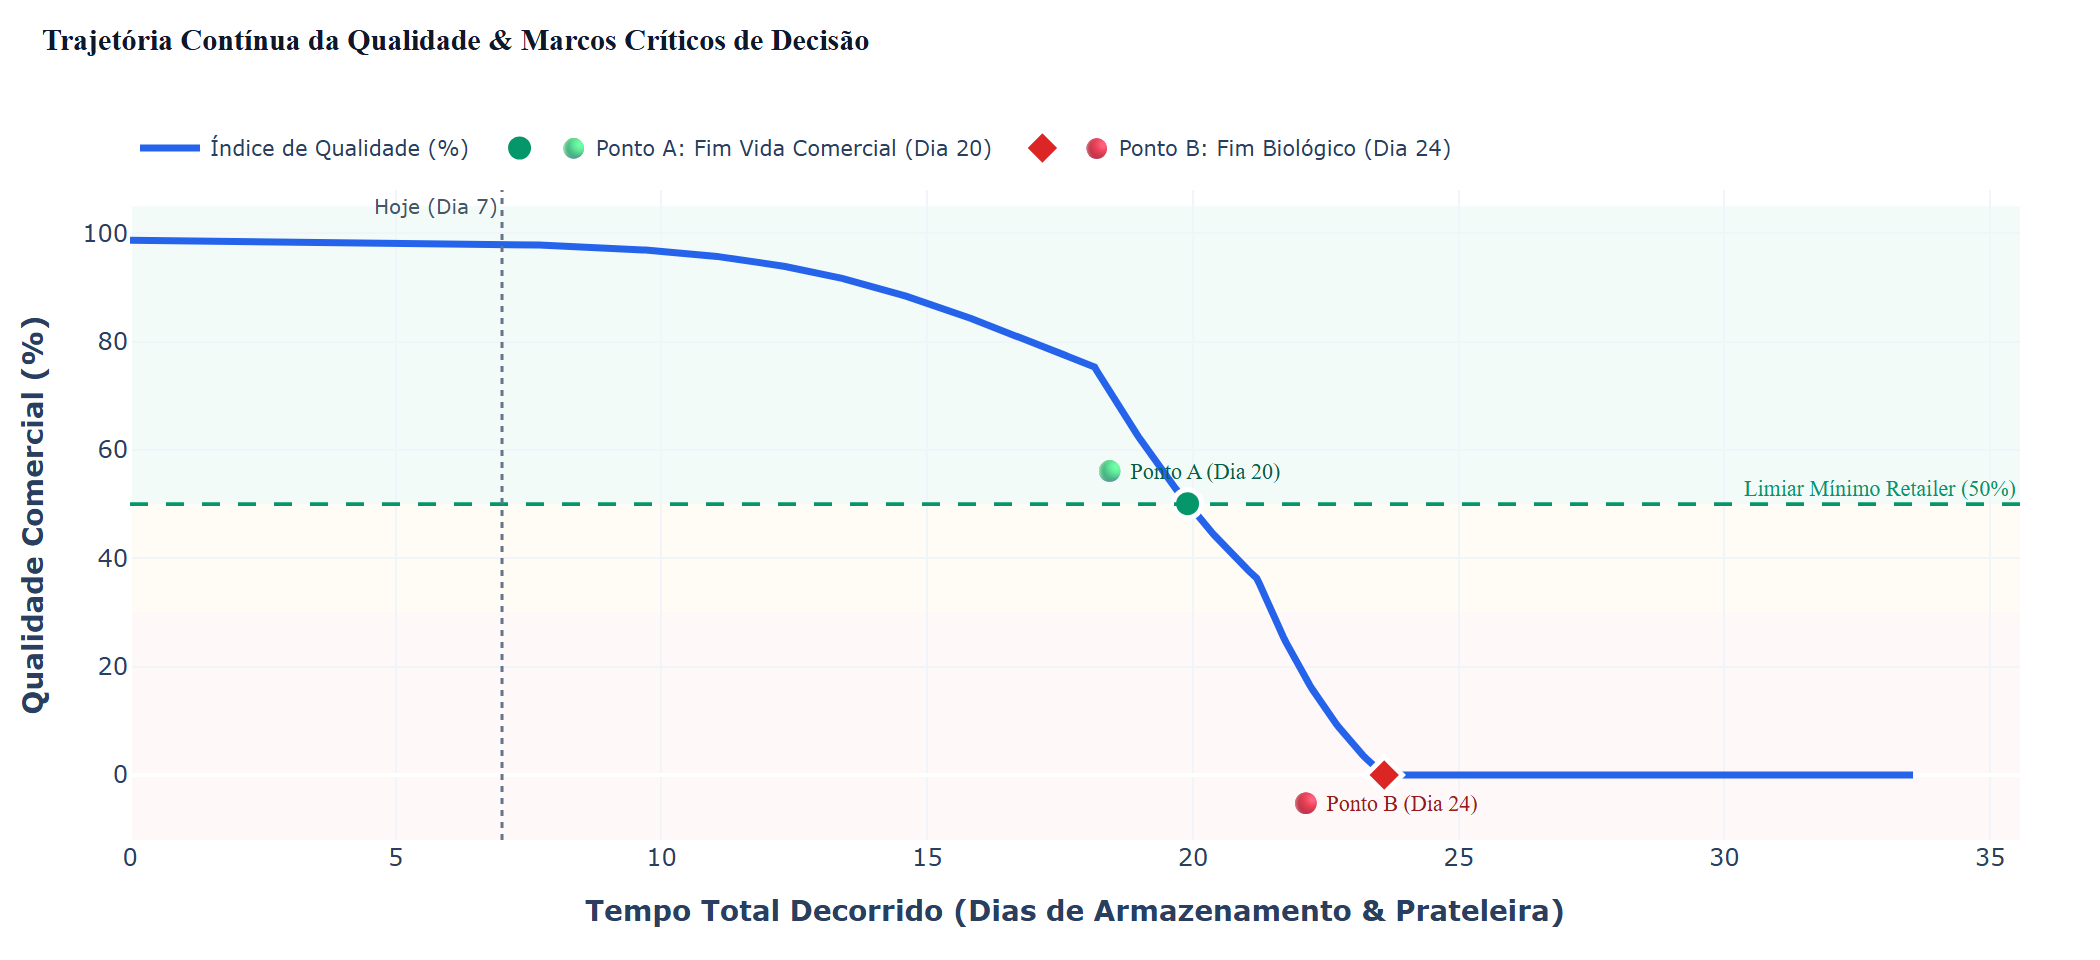 Trajetória Contínua da Qualidade & Marcos Críticos de Decisão
Índice de Qualidade (%)
Ponto A: Fim Vida Comercial (Dia 20)
Ponto B: Fim Biológico (Dia 24)
Hoje (Dia 7)
Qualidade Comercial (%)
100
80
60
40
20
0
Ponto A (Dia 20)
Limiar Mínimo Retailer (50%)
Ponto B (Dia 24)
0 5 10 15 20 25 30 35
Tempo Total Decorrido (Dias de Armazenamento & Prateleira)